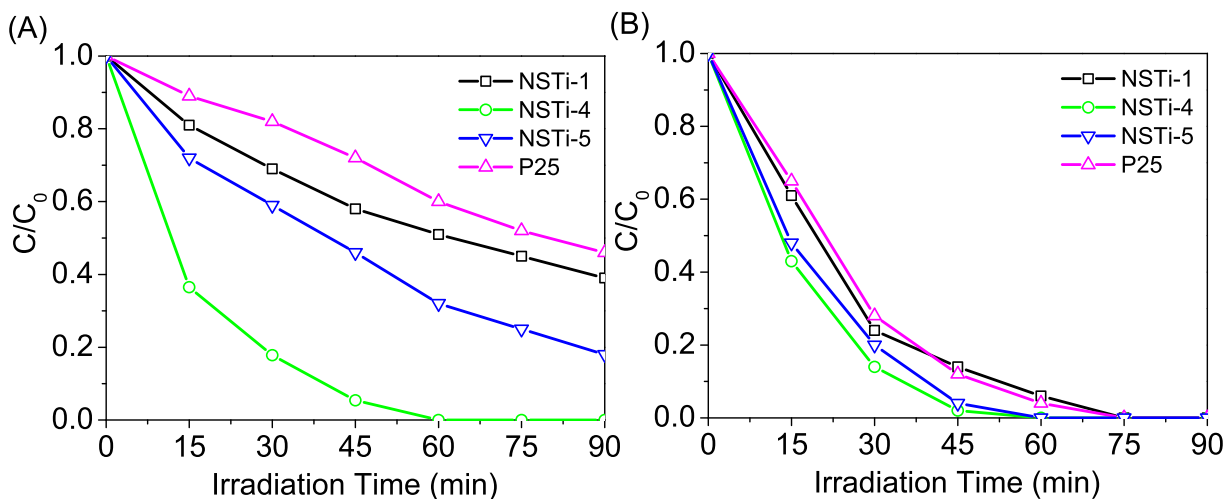 (A)
C/C0
1.0
0.8
0.6
0.4
0.2
0.0
0 15 30 45 60 75 90
Irradiation Time (min)
NSTi-1
NSTi-4
NSTi-5
P25
(B)
C/C0
1.0
0.8
0.6
0.4
0.2
0.0
0 15 30 45 60 75 90
Irradiation Time (min)
NSTi-1
NSTi-4
NSTi-5
P25